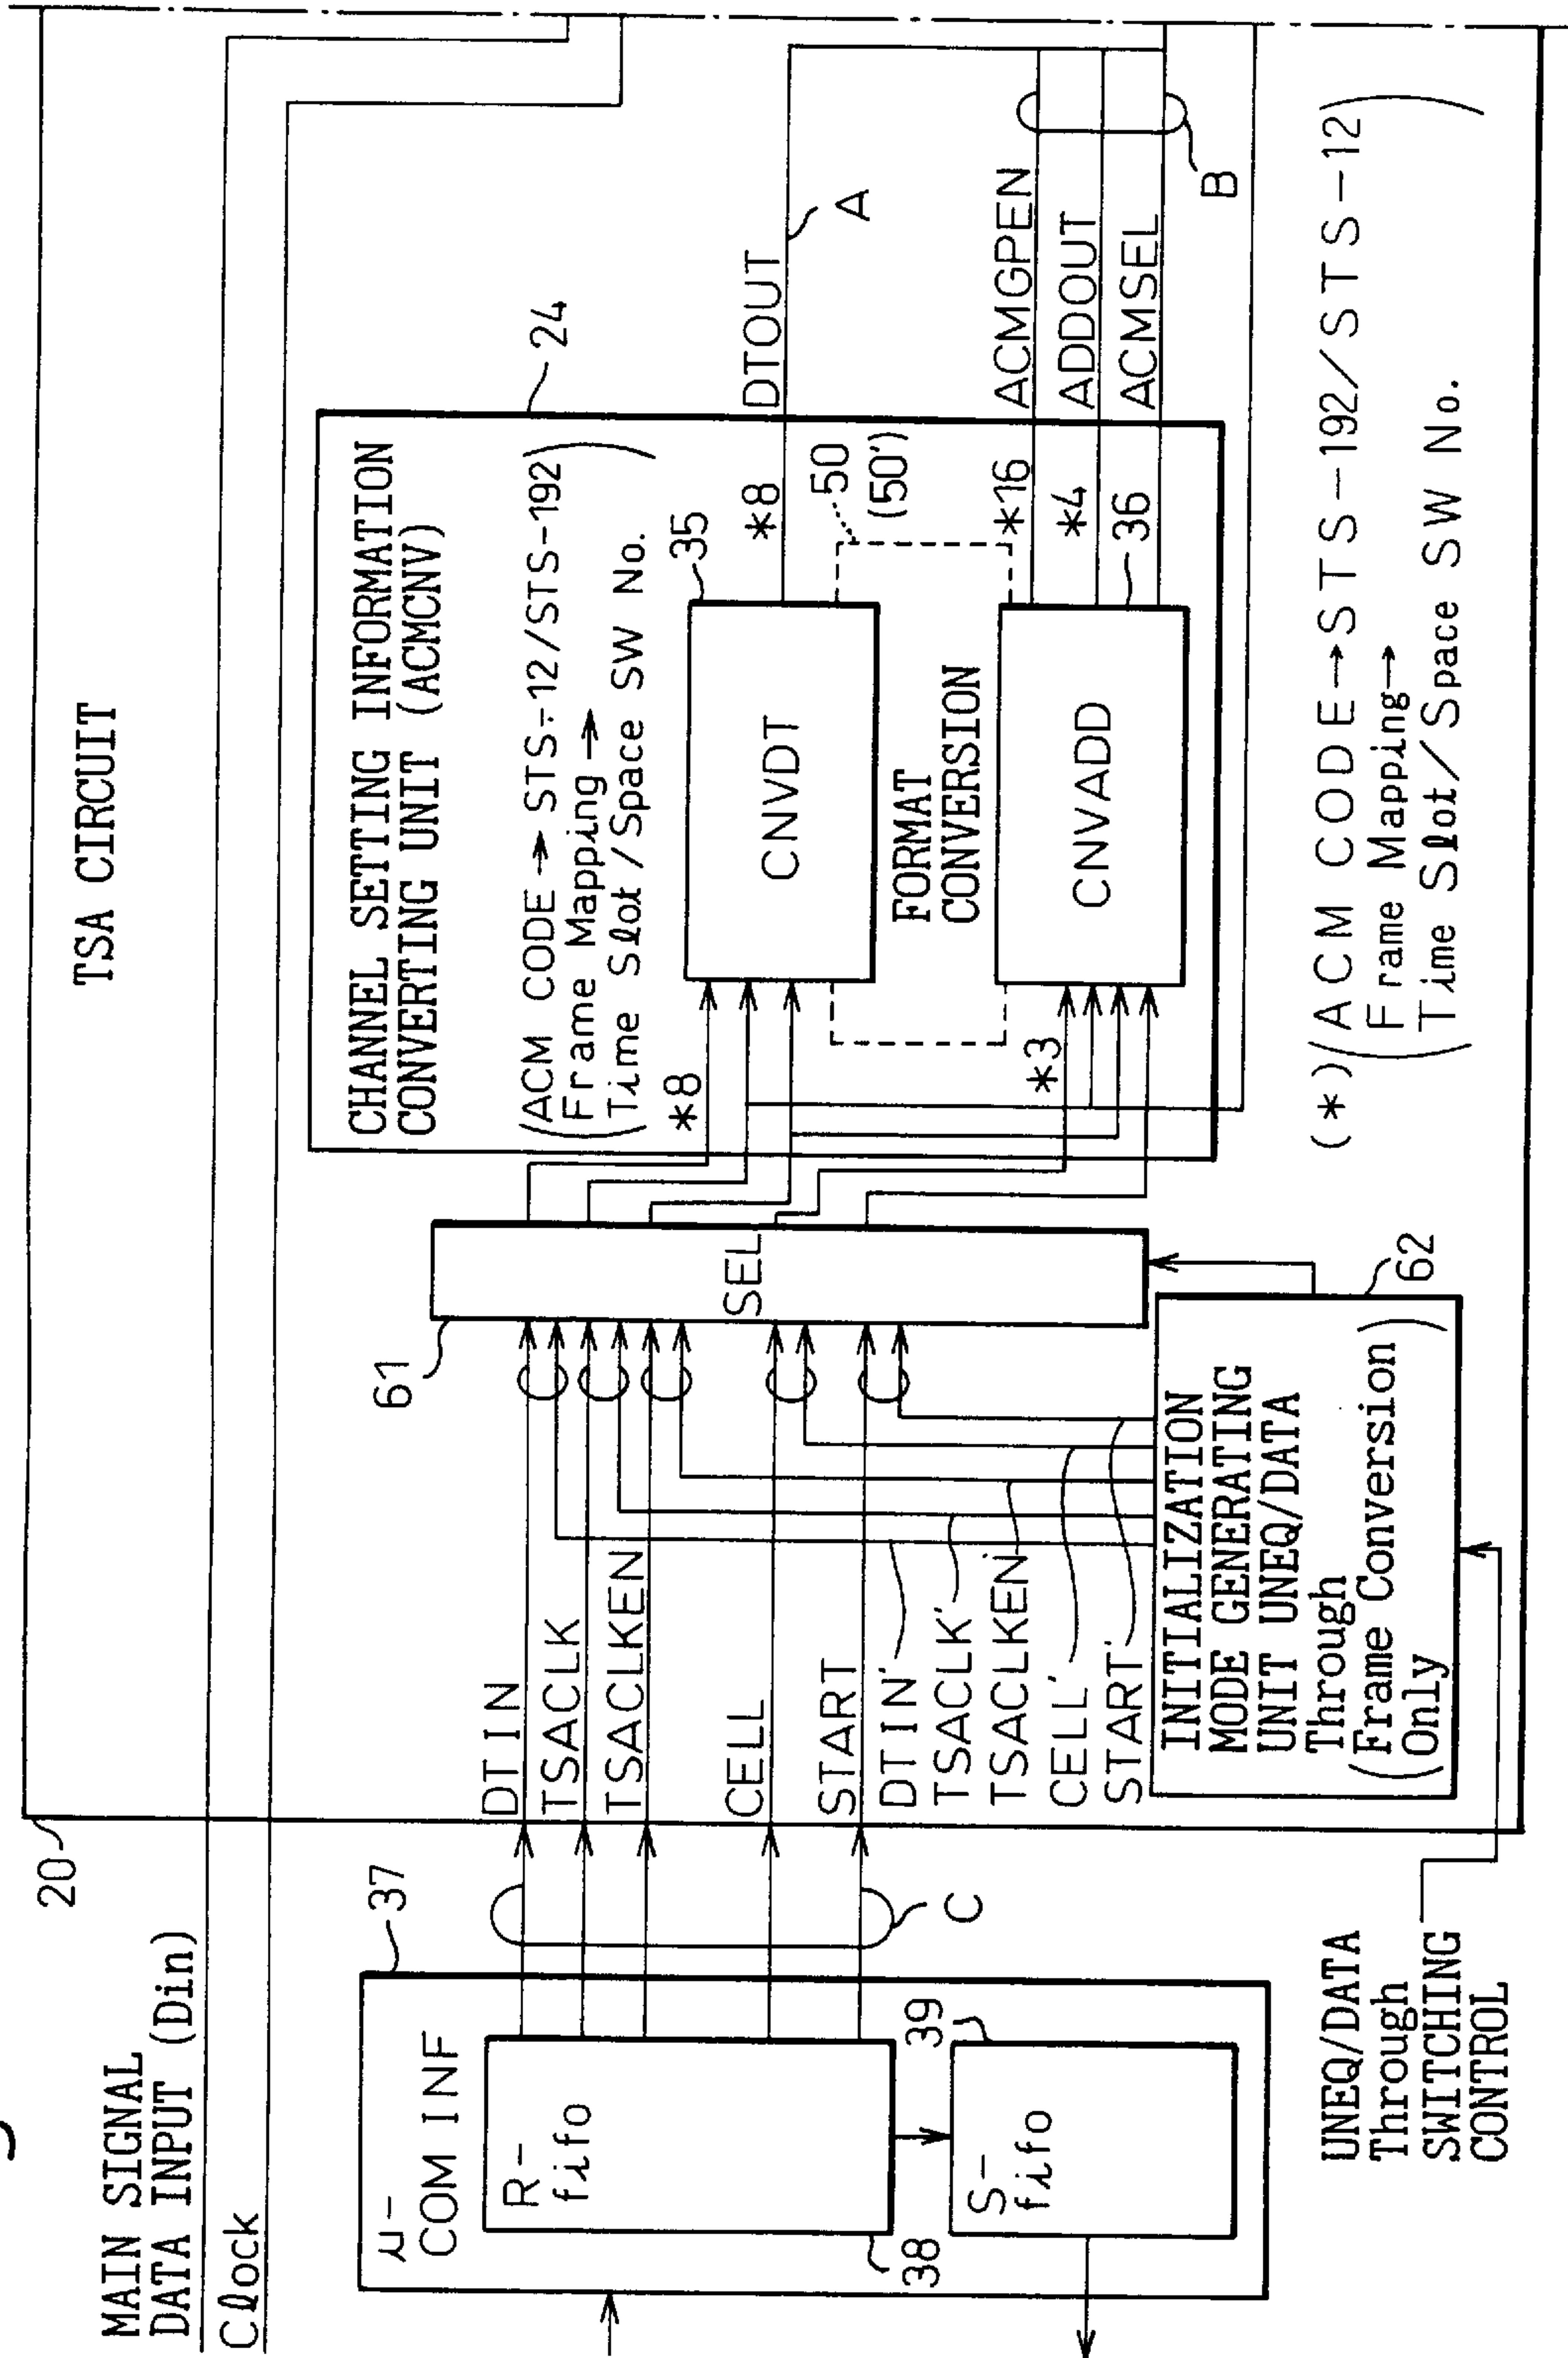 MAIN SIGNAL
DATA INPUT (Din)
Clock
20
TSA CIRCUIT
37
μ-
COM INF
R-
fifo
38
S-
fifo
39
C
DTIN
TSACLK
TSACLKEN
CELL
START
DTIN'
TSACLK'
TSACLKEN'
CELL'
START'
61
SEL
INITIALIZATION
MODE GENERATING
UNIT UNEQ/DATA
Through
(Frame Conversion)
Only
62
UNEQ/DATA
Through
SWITCHING
CONTROL
24
CHANNEL SETTING INFORMATION
CONVERTING UNIT (ACMCNV)
(ACM CODE→STS-12/STS-192)
Frame Mapping→
Time Slot/Space SW No.
*8
35
CNVDT
*8
DTOUT
A
50
(50')
FORMAT
CONVERSION
*3
CNVADD
36
*16
ACMGPEN
*4
ADDOUT
ACMSEL
B
(*)(ACM CODE→STS-192/STS-12)
Frame Mapping→
Time Slot/Space SW No.